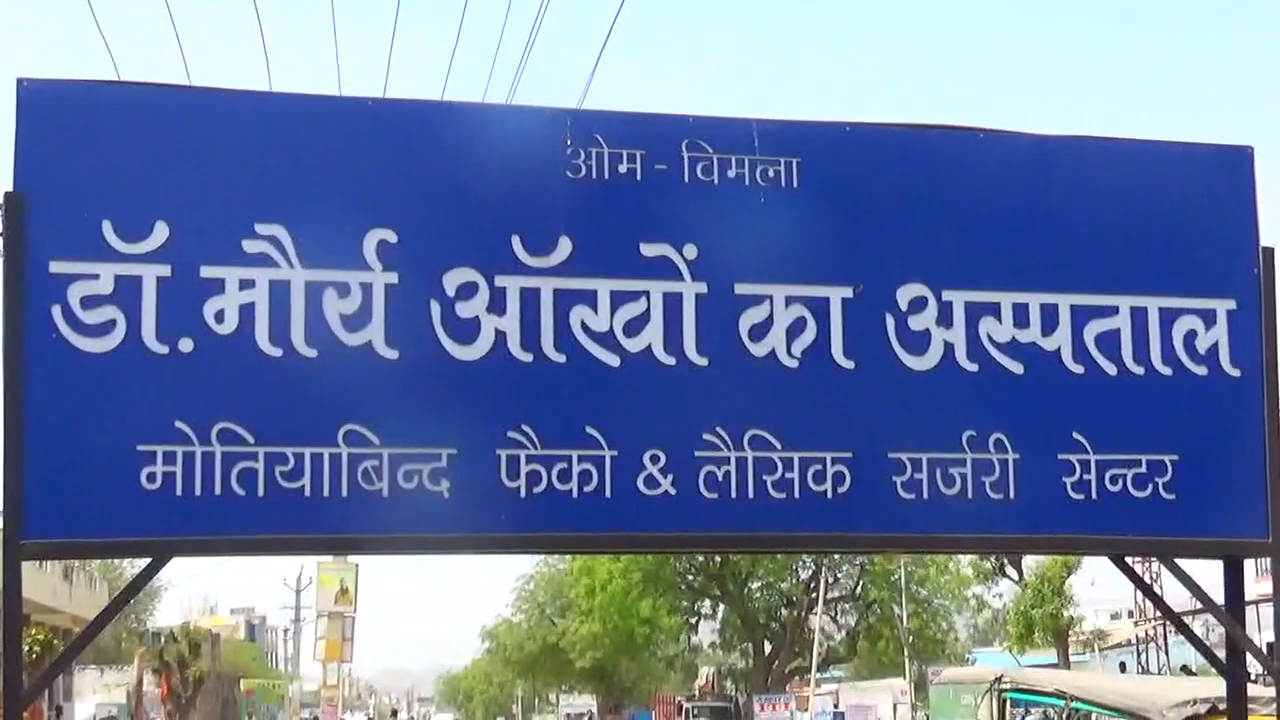 ओम - विमला
डॉ. मौर्य ऑखों का अस्पताल
मोतियाबिन्द फैको & लैसिक सर्जरी सेन्टर